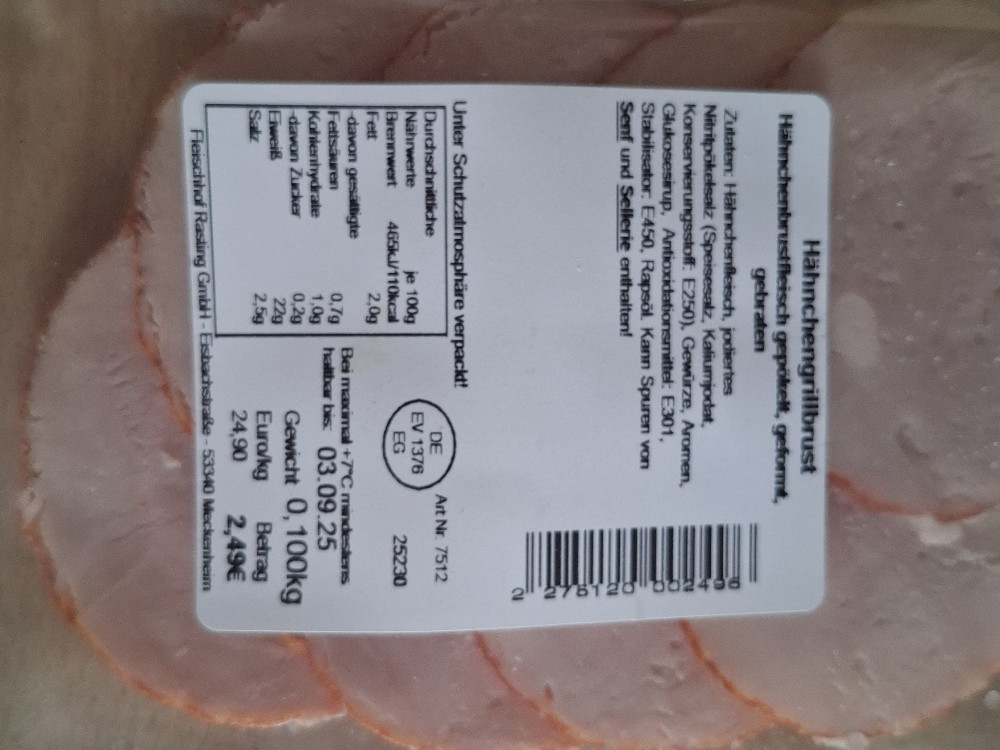 Hähnchengrillbrust
Hähnchenbrustfleisch gepökelt, geformt,
gebraten
Zutaten: Hähnchenfleisch, jodiertes
Nitritpökelsalz (Speisesalz, Kaliumjodat,
Konservierungsstoff: E250), Gewürze, Aromen,
Glukosesirup, Antioxidationsmittel: E301,
Stabilisator: E450, Rapsöl. Kann Spuren von
Senf und Sellerie enthalten!
Unter Schutzatmosphäre verpackt!
Durchschnittliche
Nährwerte je 100g
Brennwert 465kJ/110kcal
Fett 2,0g
-davon gesättigte
Fettsäuren 0,7g
Kohlenhydrate 1,0g
-davon Zucker 0,2g
Eiweiß 22g
Salz 2,5g
DE
EV 1376
EG
Art Nr. 7512
25230
Bei maximal +7°C mindestens
haltbar bis: 03.09.25
Gewicht 0,100kg
Euro/kg Betrag
24,90 2,49€
Fleischhof Rasting GmbH - Eisbachstraße - 53340 Meckenheim